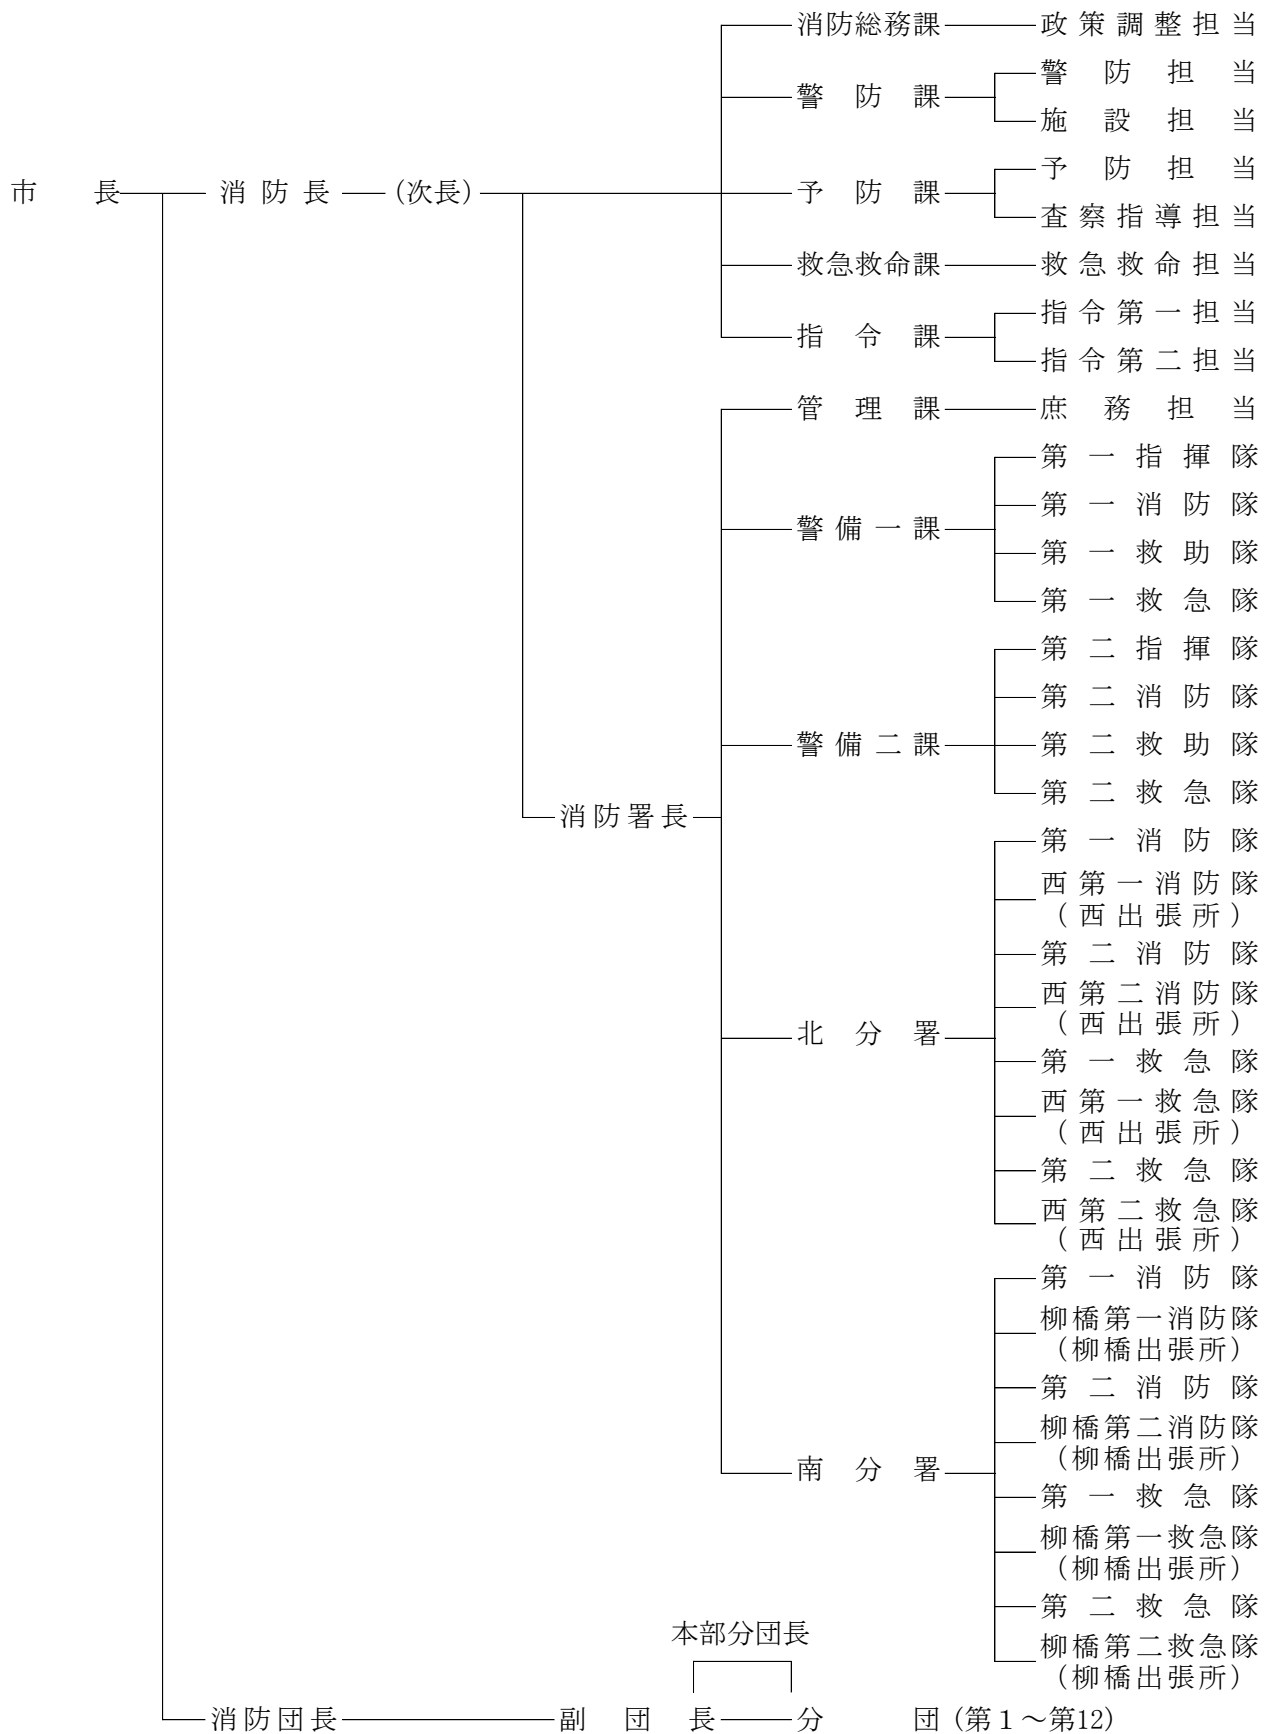 消防総務課 政策調整担当
警防担当
警防課
施設担当
予防担当
市長 消防長 (次長) 予防課
査察指導担当
救急救命課 救急救命担当
指令第一担当
指令課
指令第二担当
管理課 庶務担当
第一指揮隊
第一消防隊
警備一課
第一救助隊
第一救急隊
第二指揮隊
第二消防隊
警備二課 第二救助隊
第二救急隊
消防署長
第一消防隊
西第一消防隊
(西出張所)
第二消防隊
西第二消防隊
(西出張所)
北分署
第一救急隊
西第一救急隊
(西出張所)
第二救急隊
西第二救急隊
(西出張所)
第一消防隊
柳橋第一消防隊
(柳橋出張所)
第二消防隊
柳橋第二消防隊
(柳橋出張所)
南分署
第一救急隊
柳橋第一救急隊
(柳橋出張所)
第二救急隊
柳橋第二救急隊
(柳橋出張所)
本部分団長
消防団長 副団長 分団(第1～第12)